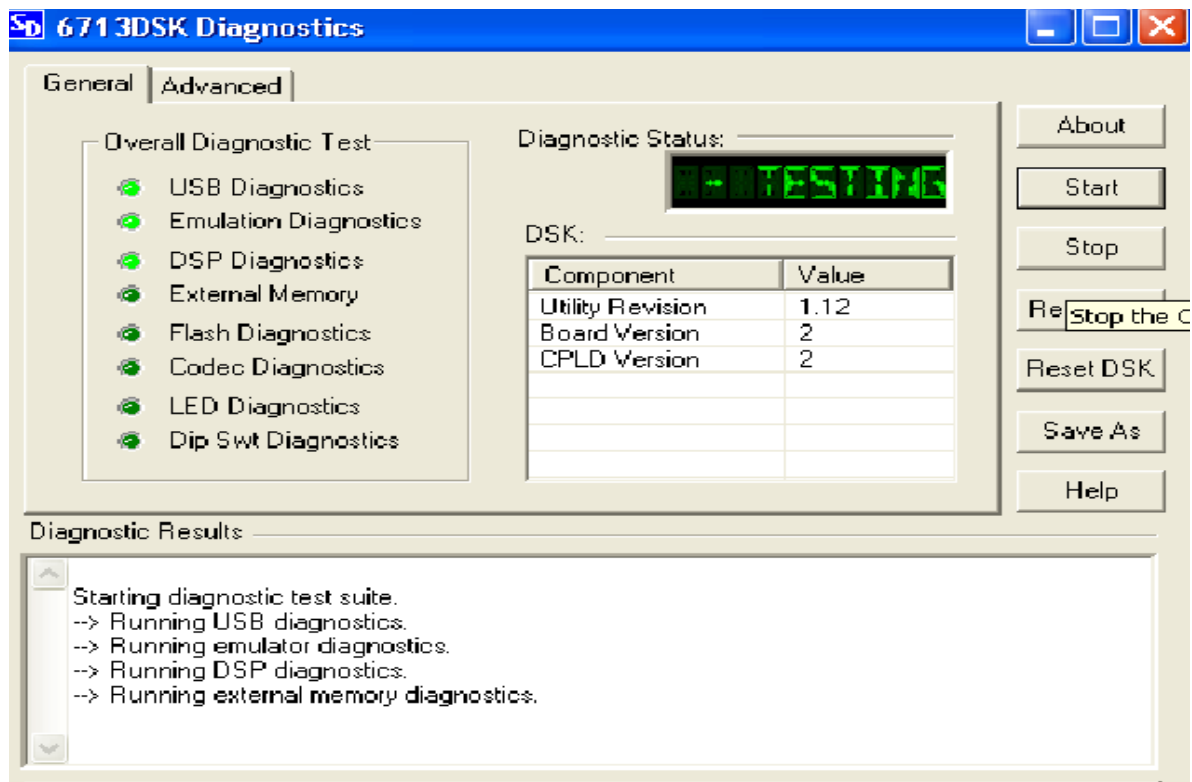 SD 6713DSK Diagnostics
General Advanced
Overall Diagnostic Test
USB Diagnostics
Emulation Diagnostics
DSP Diagnostics
External Memory
Flash Diagnostics
Codec Diagnostics
LED Diagnostics
Dip Swt Diagnostics
Diagnostic Status:
- TESTING
DSK:
Component Value
Utility Revision 1.12
Board Version 2
CPLD Version 2
About
Start
Stop
Re
Stop the
Reset DSK
Save As
Help
Diagnostic Results
Starting diagnostic test suite.
--> Running USB diagnostics.
--> Running emulator diagnostics.
--> Running DSP diagnostics.
--> Running external memory diagnostics.